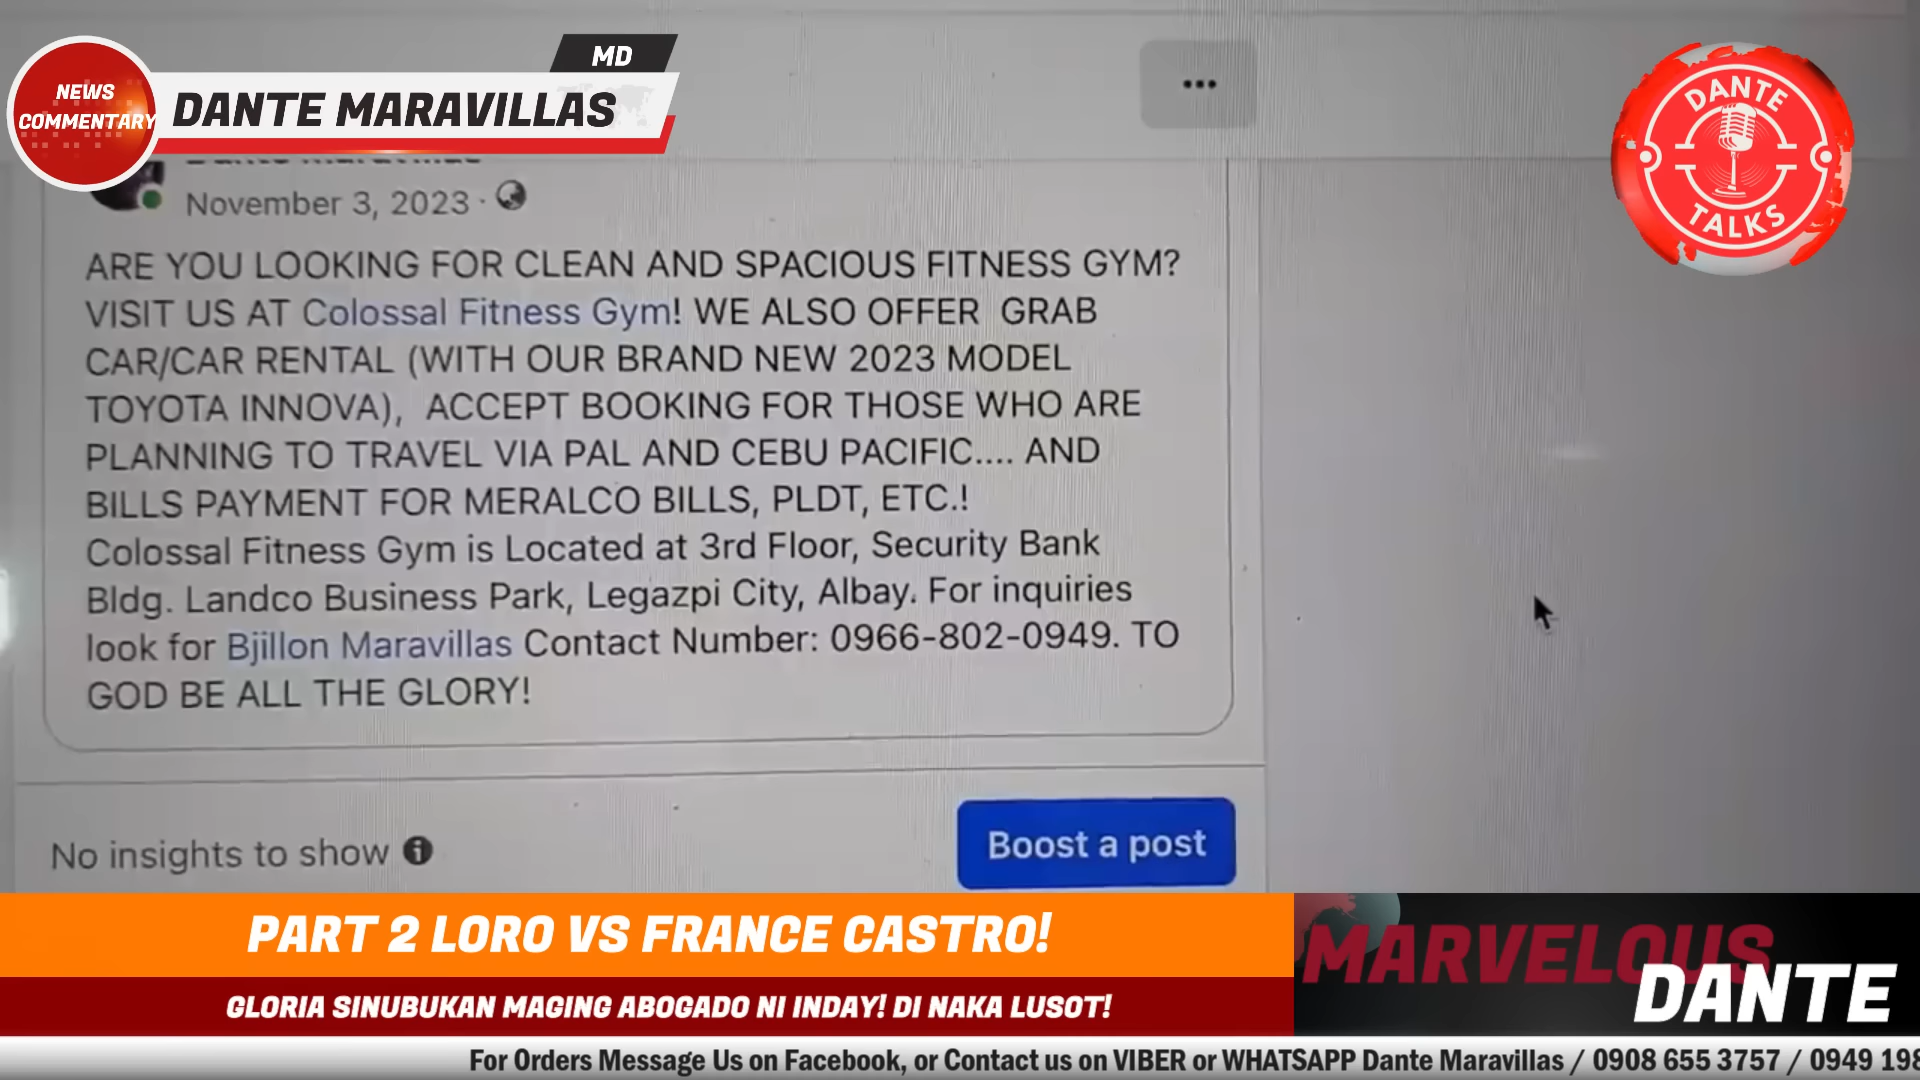 MD
NEWS
COMMENTARY
DANTE MARAVILLAS
DANTE
TALKS
November 3, 2023 ·
ARE YOU LOOKING FOR CLEAN AND SPACIOUS FITNESS GYM?
VISIT US AT Colossal Fitness Gym! WE ALSO OFFER GRAB
CAR/CAR RENTAL (WITH OUR BRAND NEW 2023 MODEL
TOYOTA INNOVA), ACCEPT BOOKING FOR THOSE WHO ARE
PLANNING TO TRAVEL VIA PAL AND CEBU PACIFIC.... AND
BILLS PAYMENT FOR MERALCO BILLS, PLDT, ETC.!
Colossal Fitness Gym is Located at 3rd Floor, Security Bank
Bldg. Landco Business Park, Legazpi City, Albay. For inquiries
look for Bjillon Maravillas Contact Number: 0966-802-0949. TO
GOD BE ALL THE GLORY!
No insights to show
Boost a post
PART 2 LORO VS FRANCE CASTRO!
GLORIA SINUBUKAN MAGING ABOGADO NI INDAY! DI NAKA LUSOT!
MARVELOUS
DANTE
For Orders Message Us on Facebook, or Contact us on VIBER or WHATSAPP Dante Maravillas / 0908 655 3757 / 0949 198